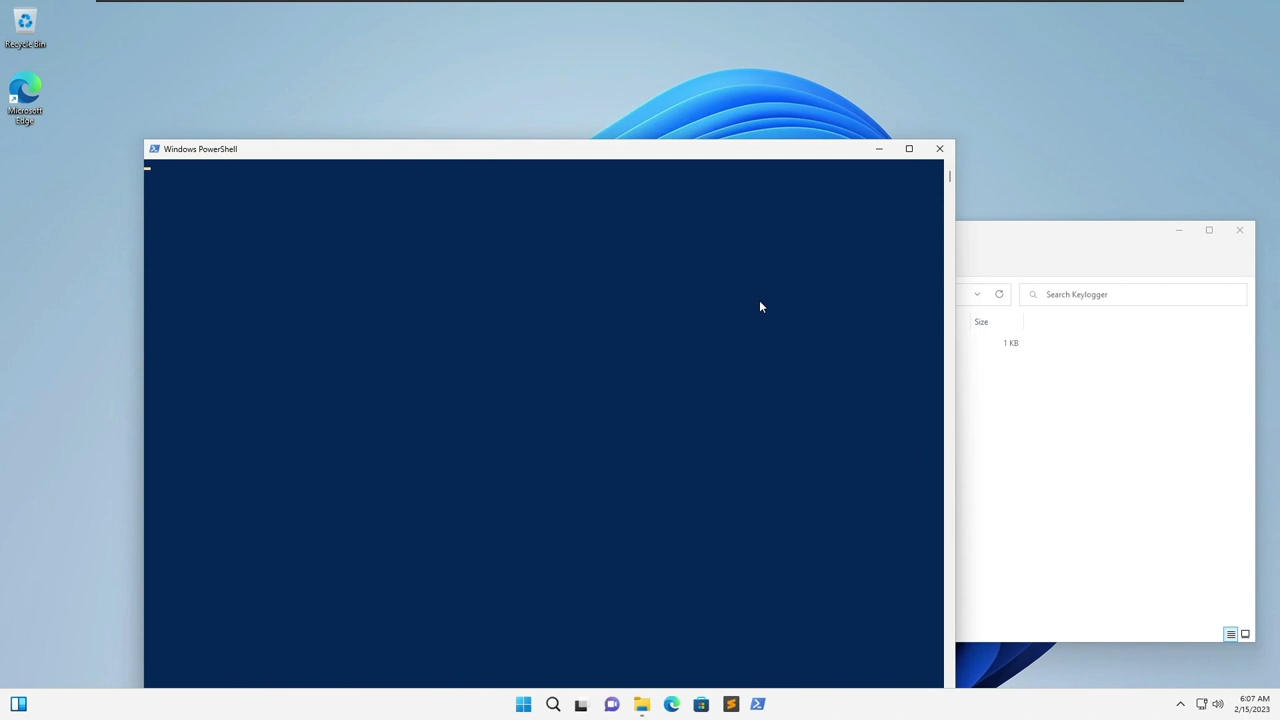 Recycle Bin
Microsoft
Edge
Windows PowerShell
Search Keylogger
Size
1 KB
6:07 AM
2/15/2023